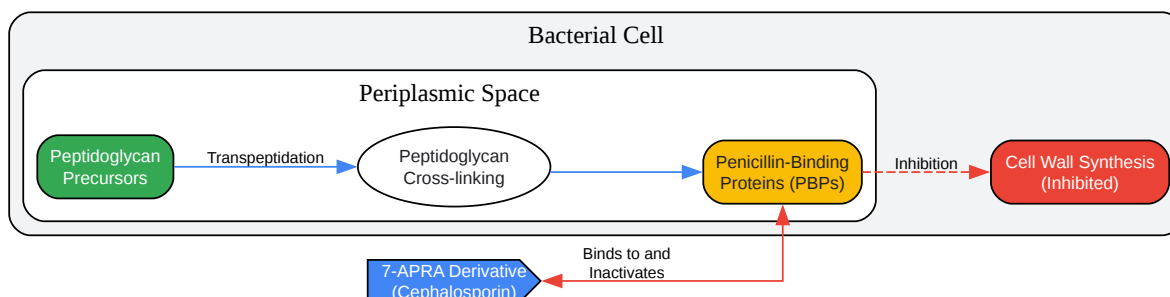 Bacterial Cell
Periplasmic Space
Peptidoglycan
Precursors
Transpeptidation
Peptidoglycan
Cross-linking
Penicillin-Binding
Proteins (PBPs)
Inhibition
Cell Wall Synthesis
(Inhibited)
Binds to and
Inactivates
7-APRA Derivative
(Cephalosporin)